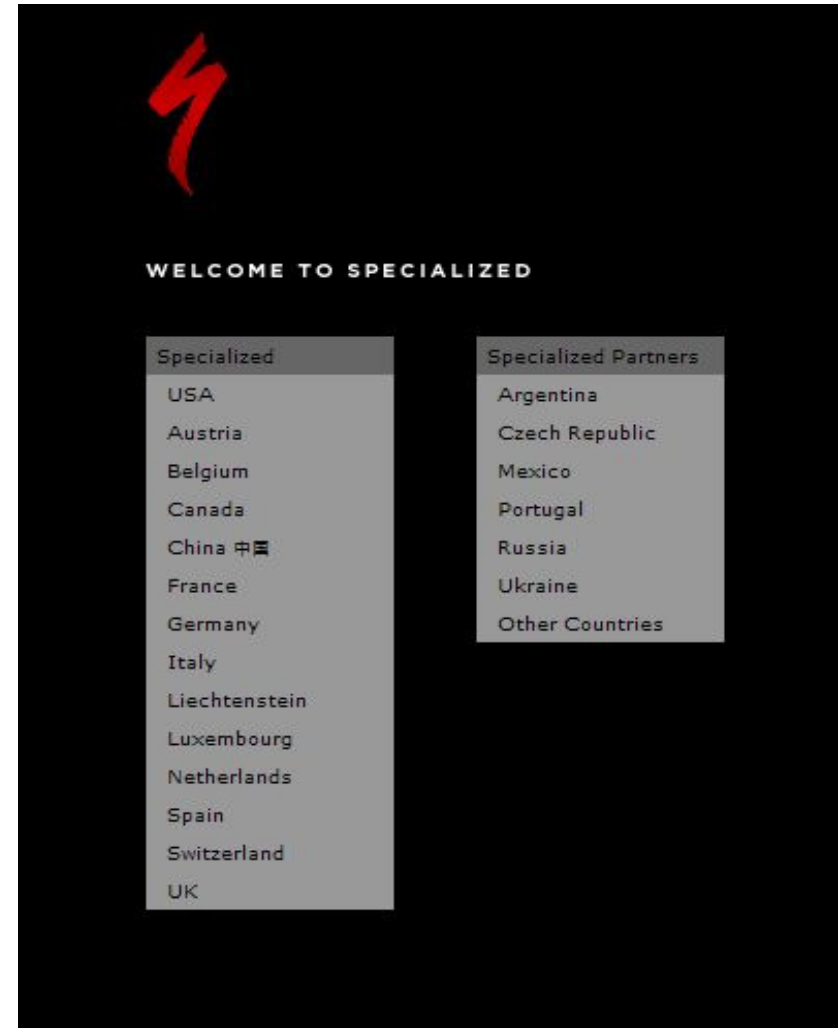 WELCOME TO SPECIALIZED
Specialized
USA
Austria
Belgium
Canada
China 中国
France
Germany
Italy
Liechtenstein
Luxembourg
Netherlands
Spain
Switzerland
UK
Specialized Partners
Argentina
Czech Republic
Mexico
Portugal
Russia
Ukraine
Other Countries